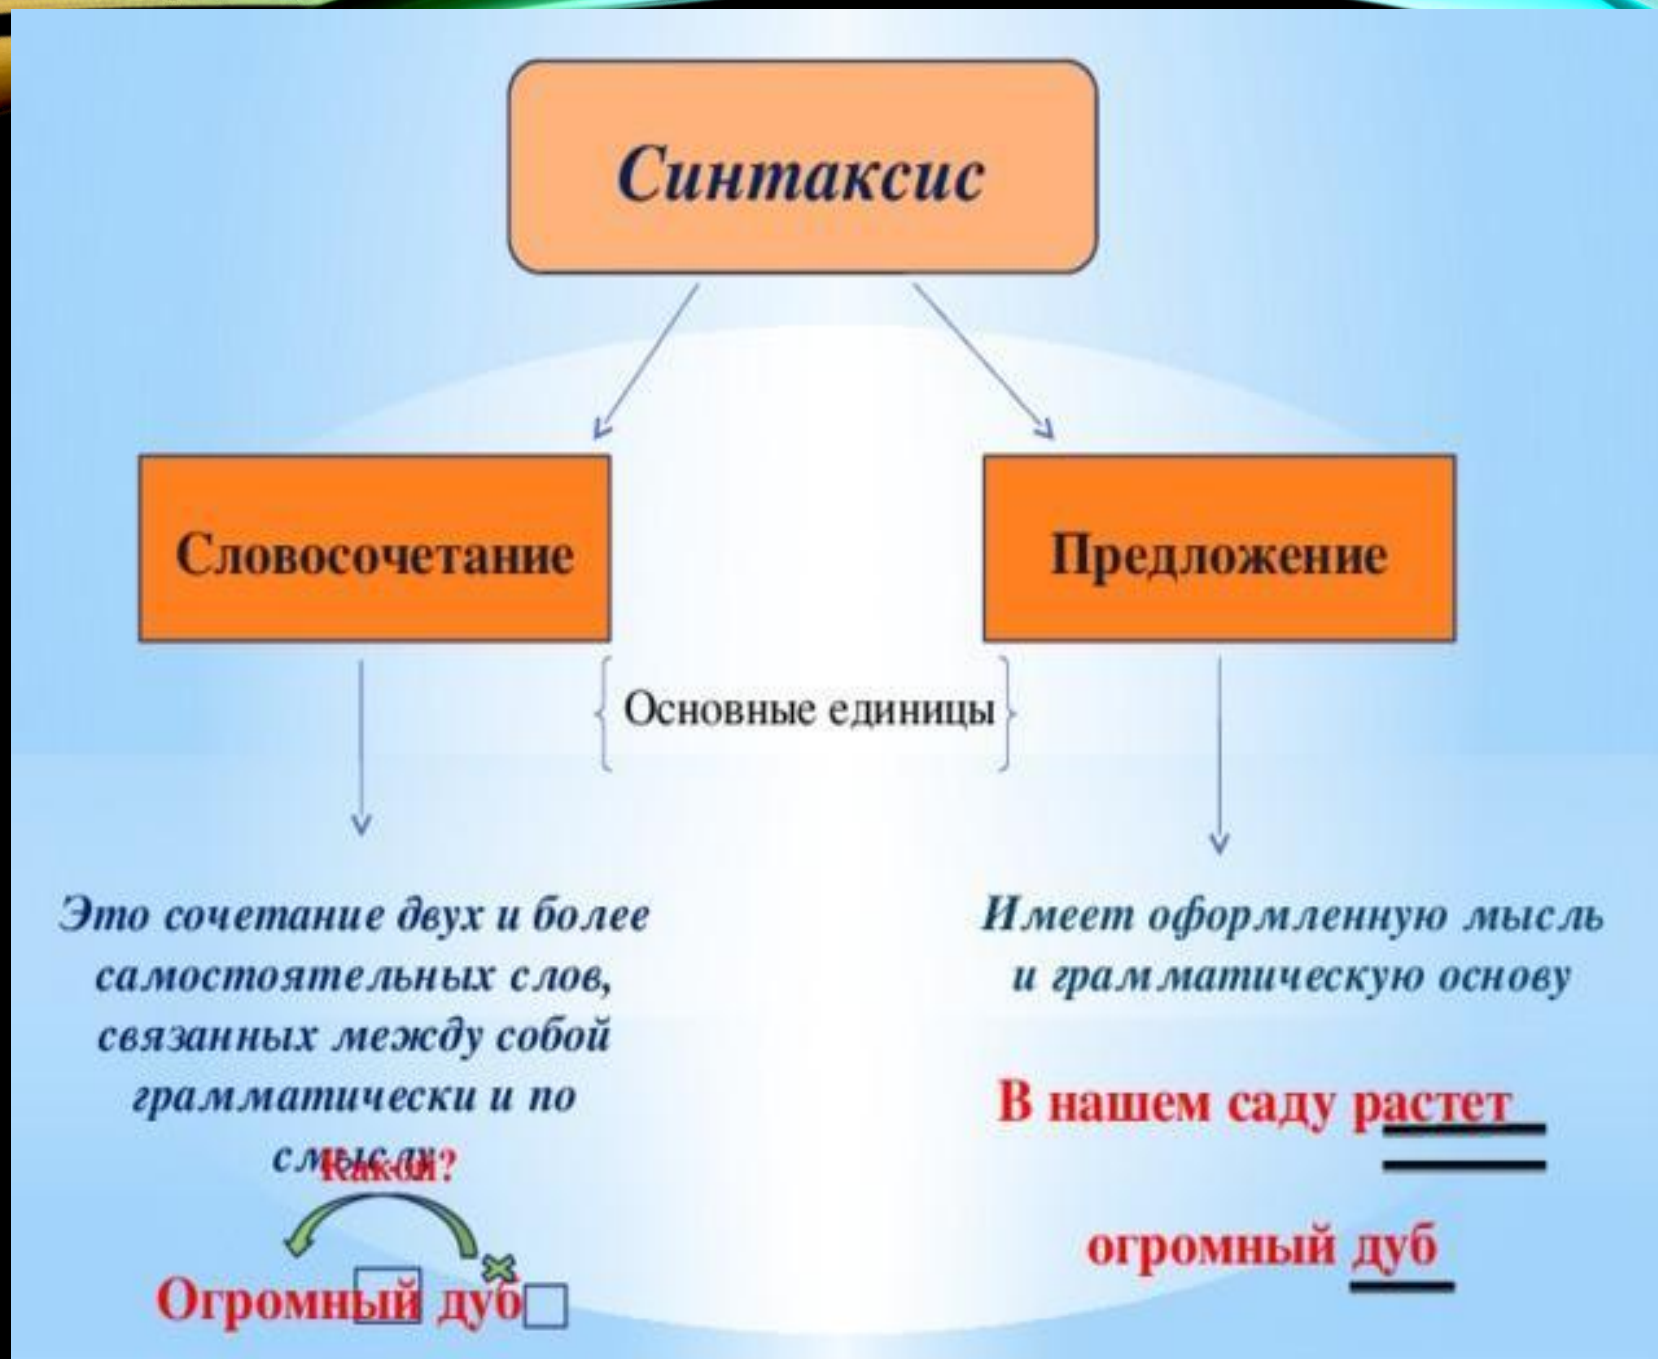 Синтаксис
Словосочетание
Предложение
Основные единицы
Это сочетание двух и более
самостоятельных слов,
связанных между собой
грамматически и по
смыслу
Какой?
Огромный дуб
Имеет оформленную мысль
и грамматическую основу
В нашем саду растет
огромный дуб